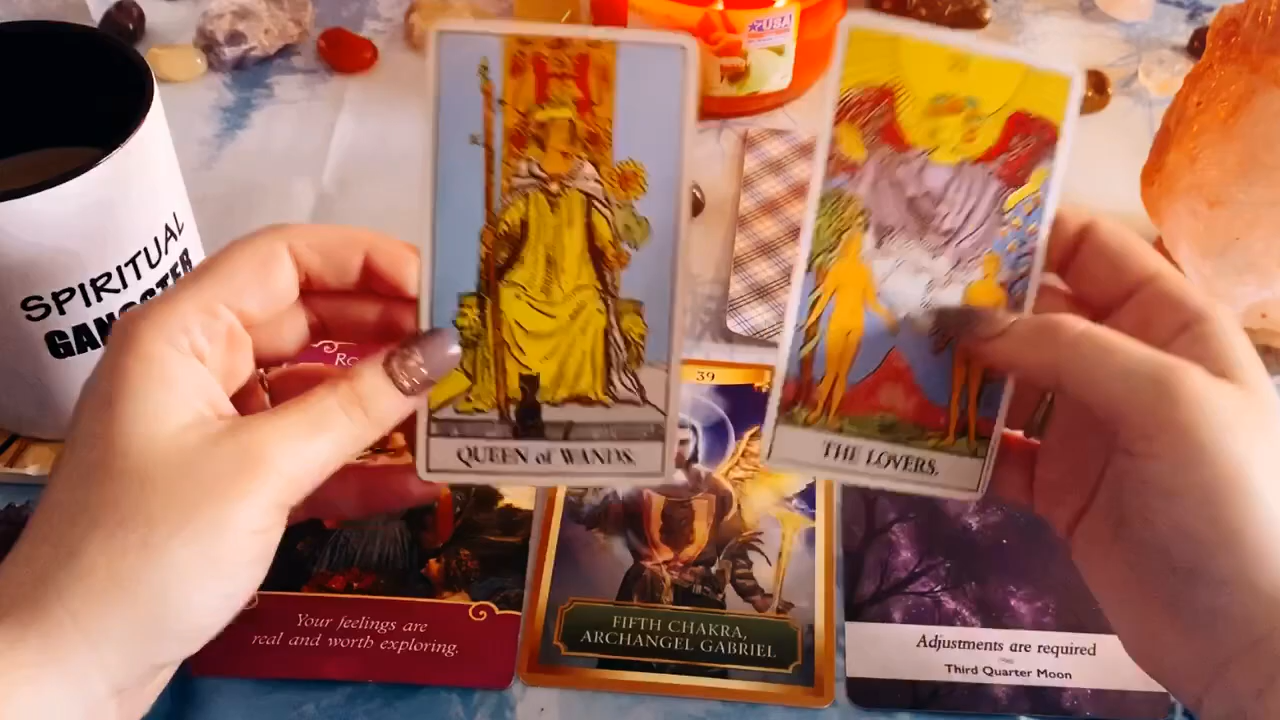 USA
SPIRITUAL
QUEEN of WANDS.
THE LOVERS.
39
Your feelings are
real and worth exploring.
FIFTH CHAKRA,
ARCHANGEL GABRIEL
Adjustments are required
Third Quarter Moon